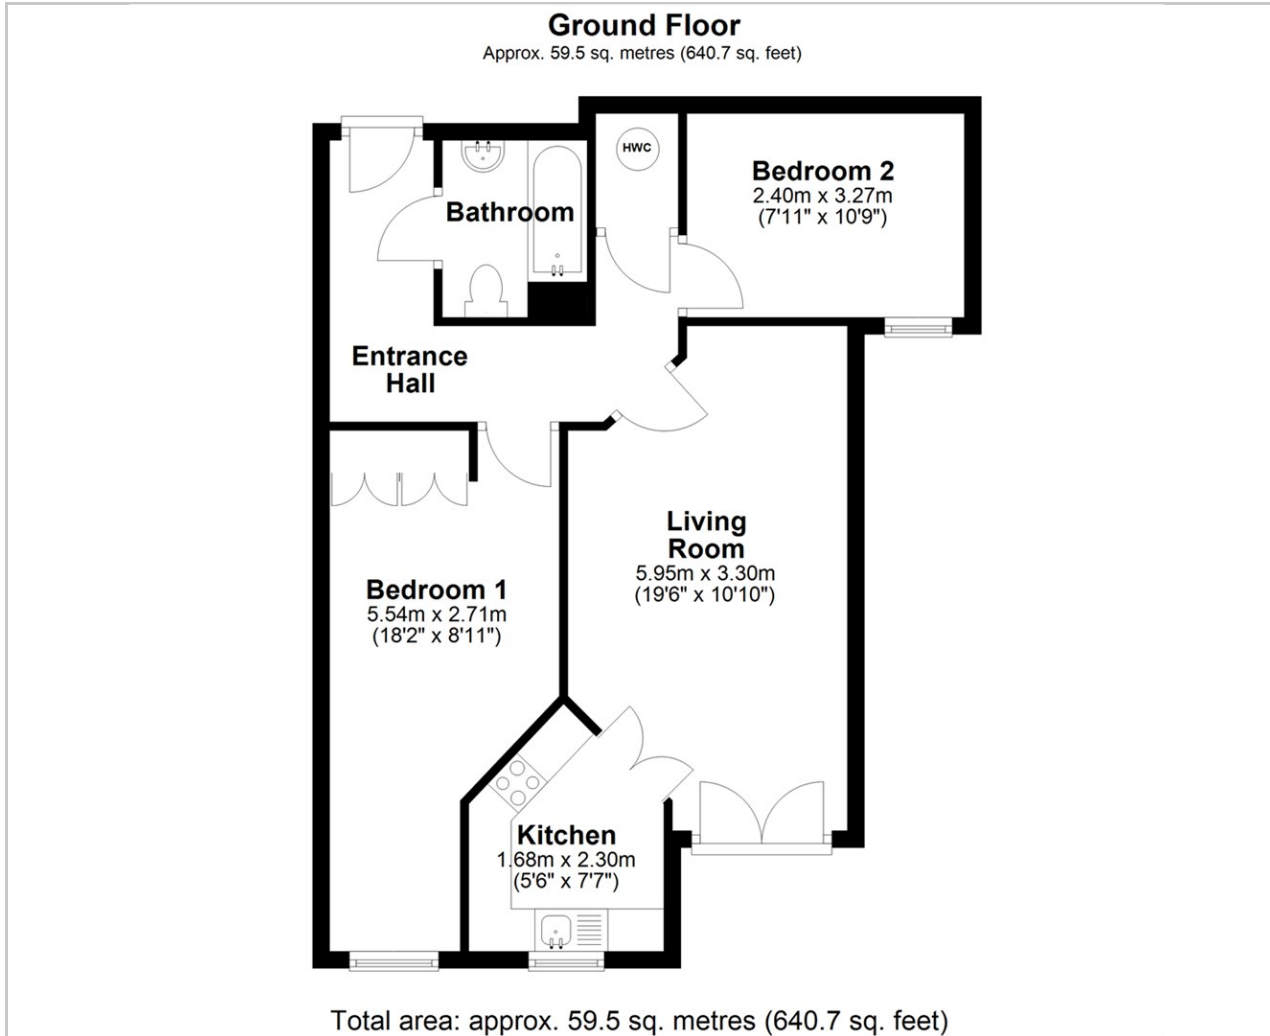 Ground Floor
Approx. 59.5 sq. metres (640.7 sq. feet)
HWC
Bedroom 2
2.40m x 3.27m
(7'11" x 10'9")
Bathroom
Entrance
Hall
Living
Room
5.95m x 3.30m
(19'6" x 10'10")
Bedroom 1
5.54m x 2.71m
(18'2" x 8'11")
Kitchen
1.68m x 2.30m
(5'6" x 7'7")
Total area: approx. 59.5 sq. metres (640.7 sq. feet)